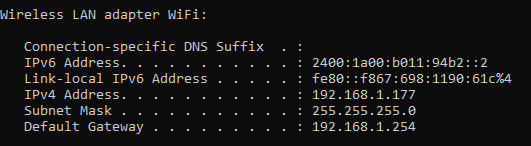 Wireless LAN adapter WiFi:
Connection-specific DNS Suffix  . :
IPv6 Address. . . . . . . . . . . : 2400:1a00:b011:94b2::2
Link-local IPv6 Address . . . . . : fe80::f867:698:1190:61c%4
IPv4 Address. . . . . . . . . . . : 192.168.1.177
Subnet Mask . . . . . . . . . . . : 255.255.255.0
Default Gateway . . . . . . . . . : 192.168.1.254